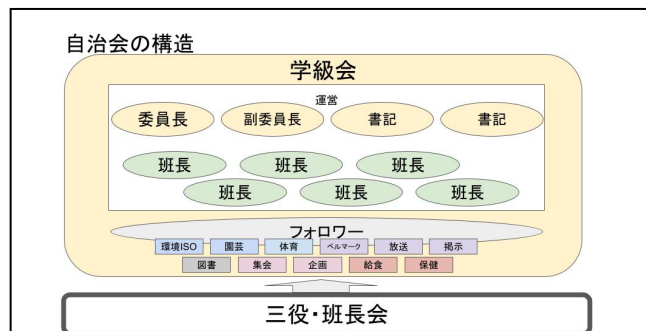 自治会の構造
学級会
運営
委員長 副委員長 書記 書記
班長 班長 班長
班長 班長 班長
フォロワー
環境ISO 園芸 体育 ベルマーク 放送 掲示
図書 集会 企画 給食 保健
三役・班長会